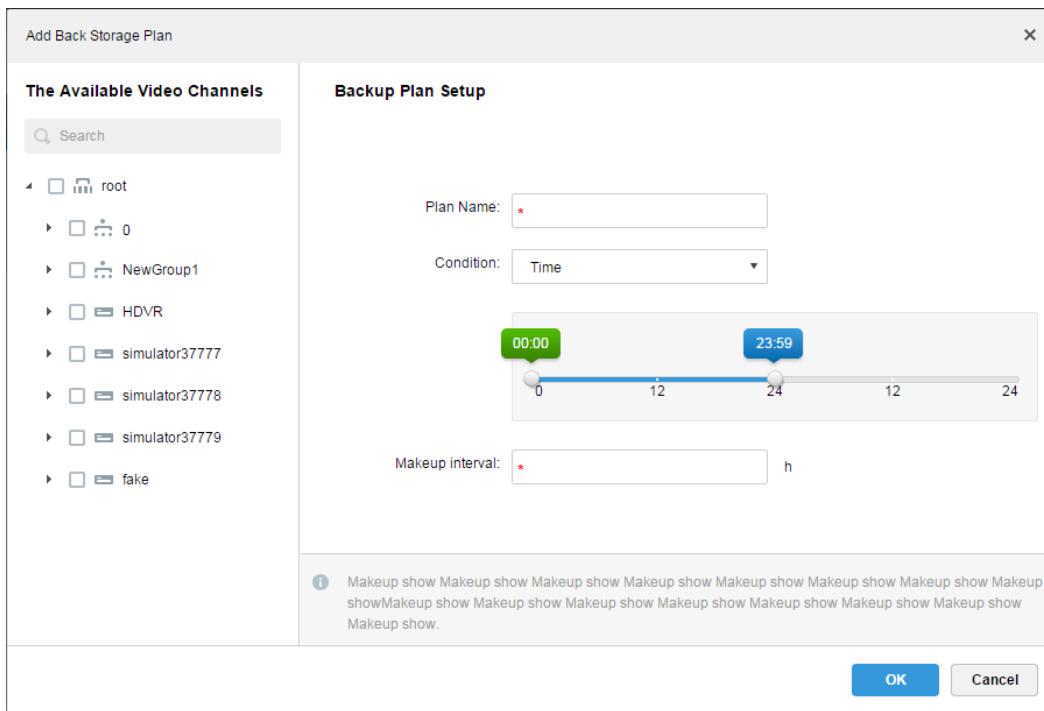 Add Back Storage Plan
The Available Video Channels
Search
root
0
NewGroup1
HDVR
simulator37777
simulator37778
simulator37779
fake
Backup Plan Setup
Plan Name: *
Condition: Time
00:00 23:59
0 12 24 12 24
Makeup interval: * h
Makeup show Makeup show Makeup show Makeup show Makeup show Makeup show Makeup show Makeup
showMakeup show Makeup show Makeup show Makeup show Makeup show Makeup show Makeup show
Makeup show.
OK Cancel